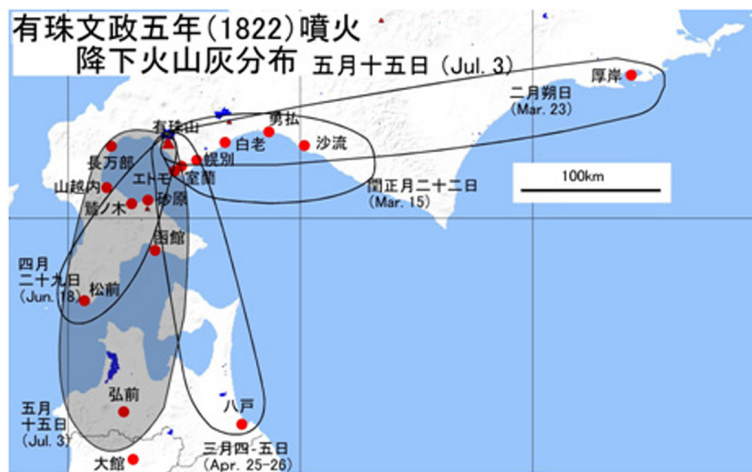 有珠文政五年(1822)噴火
降下火山灰分布 五月十五日 (Jul. 3)
厚岸
二月朔日
(Mar. 23)
有珠山
勇払
白老
沙流
長万部
幌別
エトモ
室蘭
閏正月二十二日
(Mar. 15)
100km
山越内
鷲ノ木
砂原
函館
四月
二十九日
(Jun. 18)
松前
弘前
八戸
五月
十五日
(Jul. 3)
三月四-五日
(Apr. 25-26)
大館